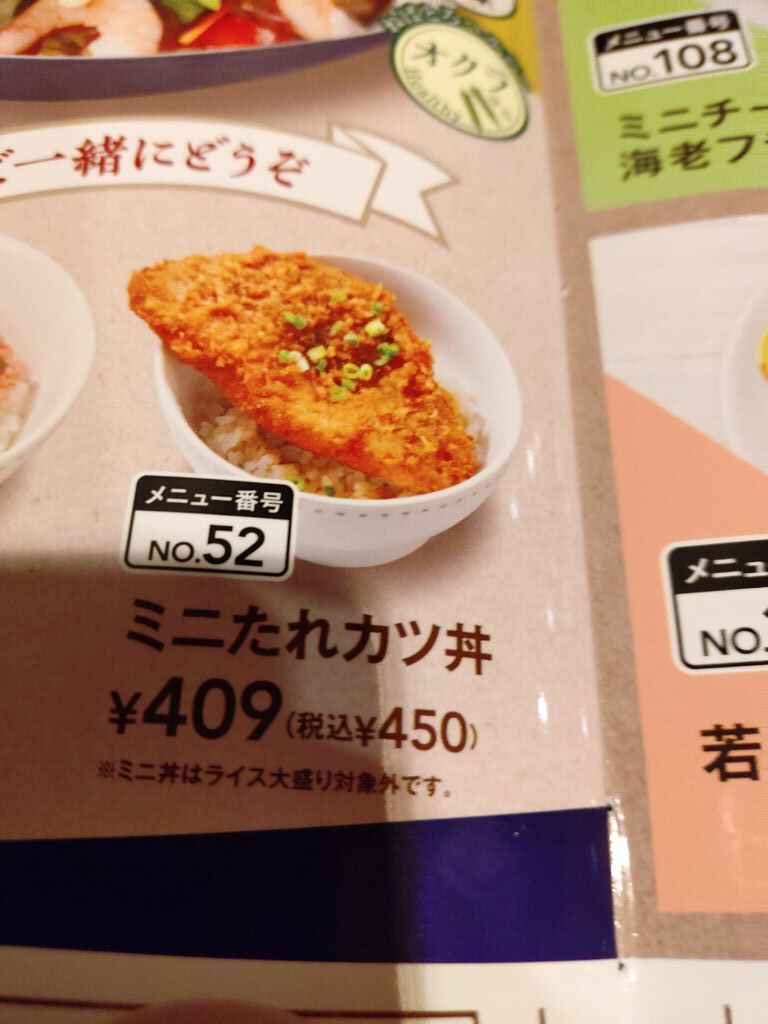 オクラ
Healthy
メニュー番号
NO.108
ミニチー
海老フ
一緒にどうぞ
メニュー番号
NO.52
ミニたれカツ丼
¥409(税込¥450)
※ミニ丼はライス大盛り対象外です。
メニュ
NO.
若